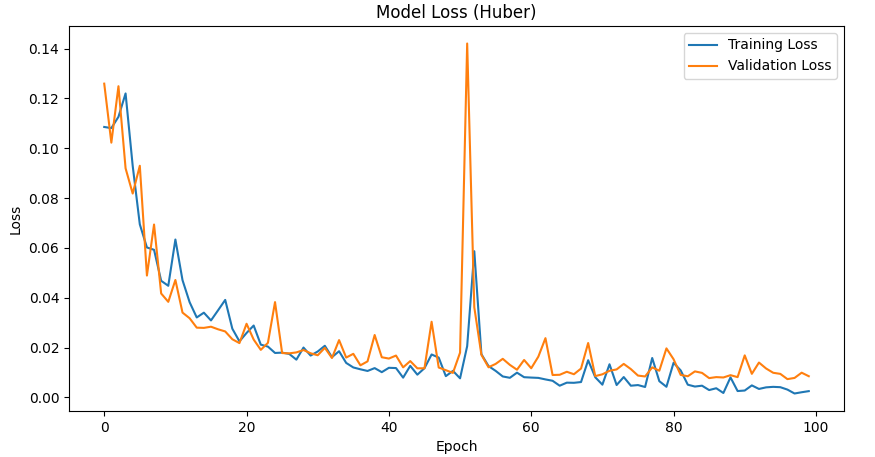 Model Loss (Huber)
Training Loss
Validation Loss
0.14
0.12
0.10
0.08
0.06
0.04
0.02
0.00
Loss
0
20
40
60
80
100
Epoch